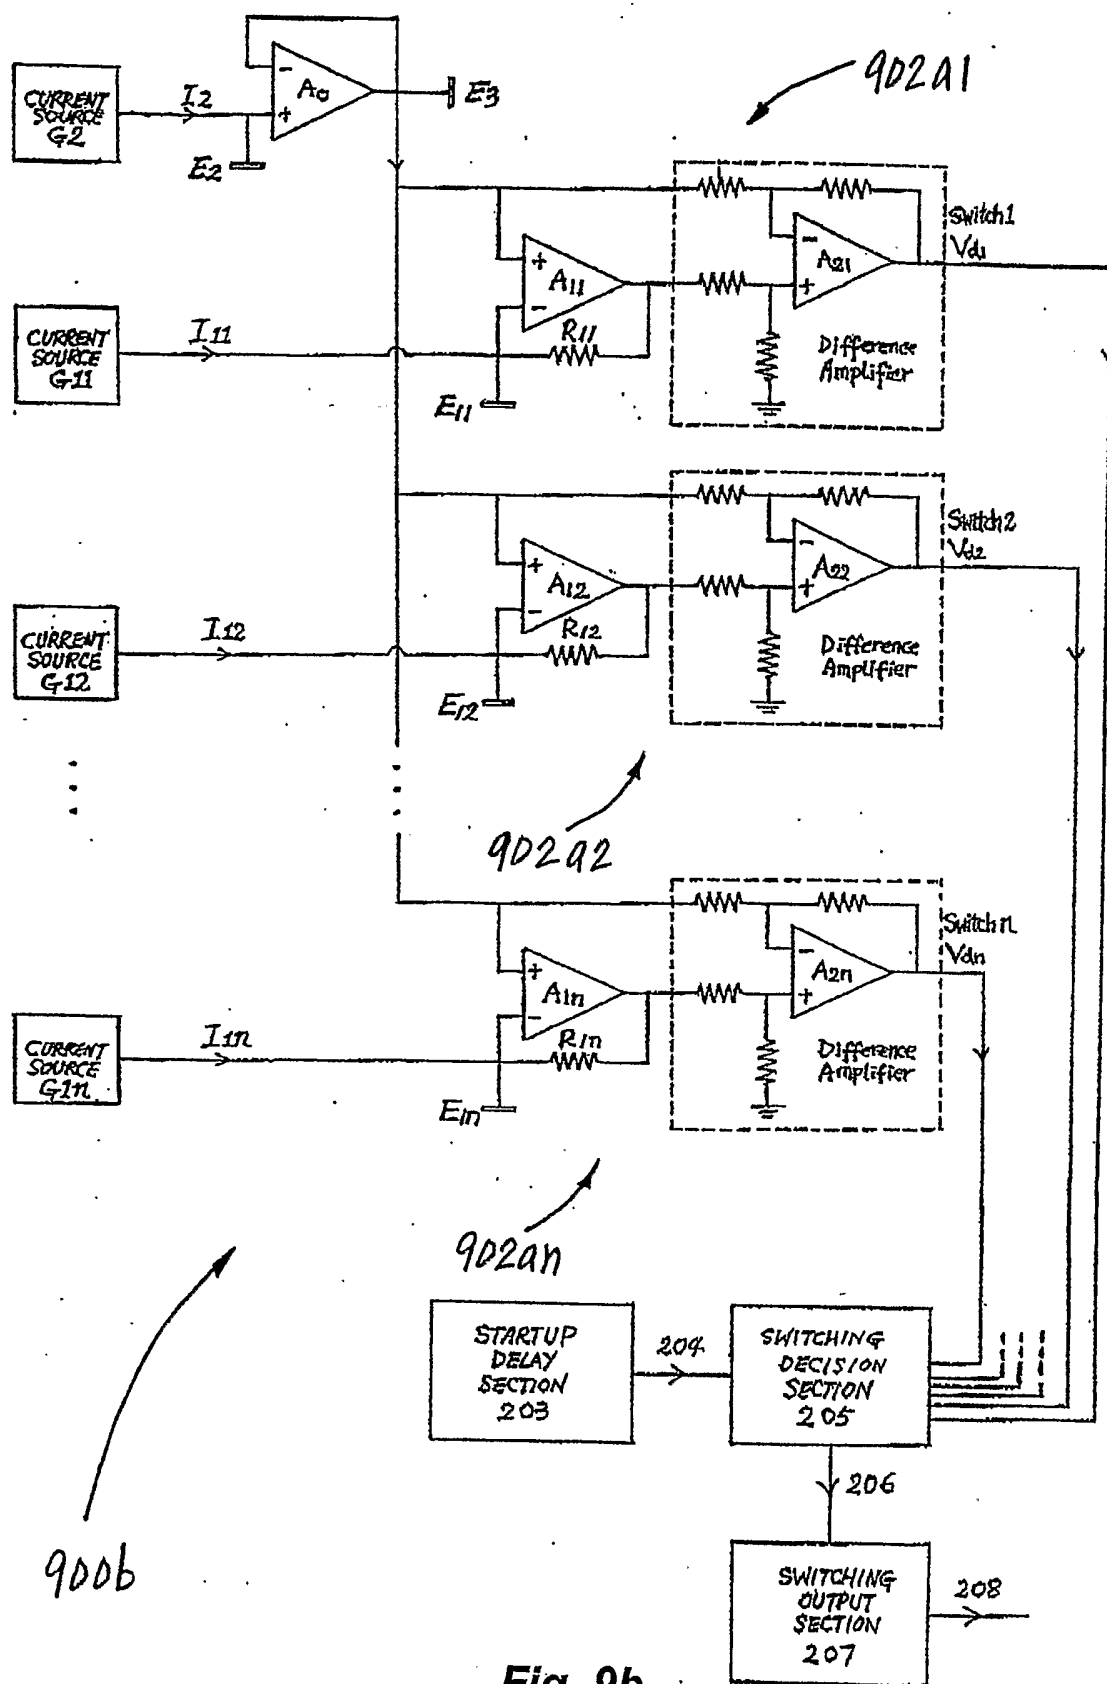 CURRENT
SOURCE
G2
I2
-
A0
+
E2
E3
902a1
CURRENT
SOURCE
G11
I11
+
A11
-
R11
E11
-
A21
+
Difference
Amplifier
Switch1
Vd1
CURRENT
SOURCE
G12
I12
+
A12
-
R12
E12
-
A22
+
Difference
Amplifier
Switch2
Vd2
902a2
CURRENT
SOURCE
G1n
I1n
+
A1n
-
R1n
E1n
-
A2n
+
Difference
Amplifier
Switchn
Vdn
902an
900b
STARTUP
DELAY
SECTION
203
204
SWITCHING
DECISION
SECTION
205
206
SWITCHING
OUTPUT
SECTION
207
208
Fig. 9b